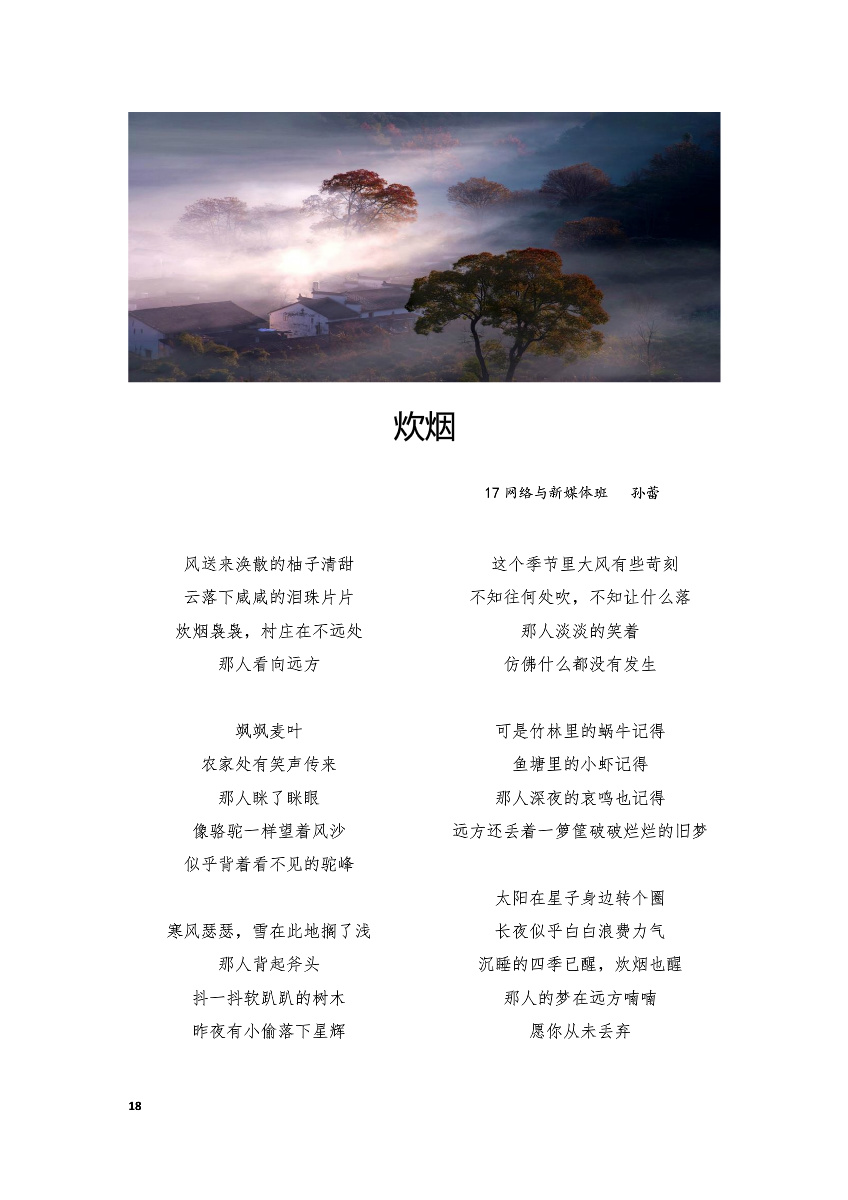 炊烟
17 网络与新媒体班 孙蕾
风送来涣散的柚子清甜
云落下咸咸的泪珠片片
炊烟袅袅，村庄在不远处
那人看向远方
飒飒麦叶
农家处有笑声传来
那人眯了眯眼
像骆驼一样望着风沙
似乎背着看不见的驼峰
寒风瑟瑟，雪在此地搁了浅
那人背起斧头
抖一抖软趴趴的树木
昨夜有小偷落下星辉
这个季节里大风有些苛刻
不知往何处吹，不知让什么落
那人淡淡的笑着
仿佛什么都没有发生
可是竹林里的蜗牛记得
鱼塘里的小虾记得
那人深夜的哀鸣也记得
远方还丢着一箩筐破破烂烂的旧梦
太阳在星子身边转个圈
长夜似乎白白浪费力气
沉睡的四季已醒，炊烟也醒
那人的梦在远方喃喃
愿你从未丢弃
18